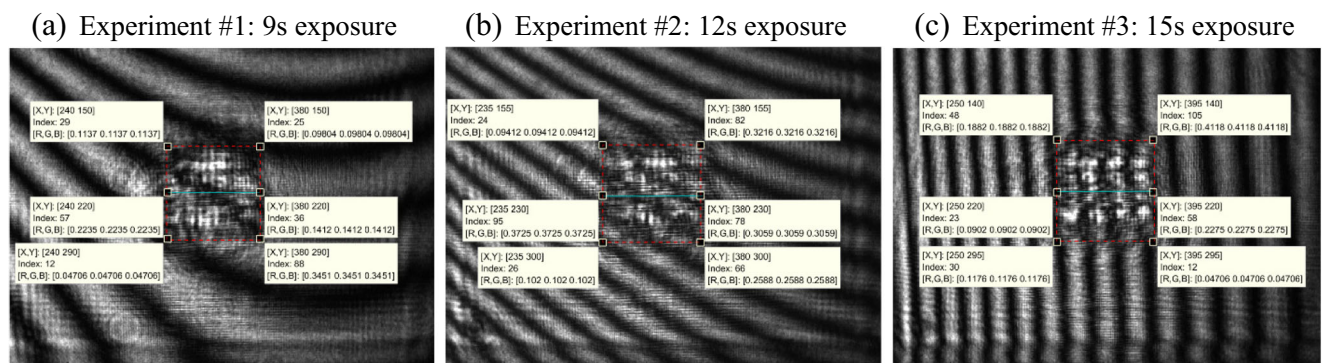 (a) Experiment #1: 9s exposure
(b) Experiment #2: 12s exposure
(c) Experiment #3: 15s exposure
[X,Y]: [240 150]
Index: 29
[R,G,B]: [0.1137 0.1137 0.1137]
[X,Y]: [380 150]
Index: 25
[R,G,B]: [0.09804 0.09804 0.09804]
[X,Y]: [240 220]
Index: 57
[R,G,B]: [0.2235 0.2235 0.2235]
[X,Y]: [380 220]
Index: 36
[R,G,B]: [0.1412 0.1412 0.1412]
[X,Y]: [240 290]
Index: 12
[R,G,B]: [0.04706 0.04706 0.04706]
[X,Y]: [380 290]
Index: 88
[R,G,B]: [0.3451 0.3451 0.3451]
[X,Y]: [235 155]
Index: 24
[R,G,B]: [0.09412 0.09412 0.09412]
[X,Y]: [380 155]
Index: 82
[R,G,B]: [0.3216 0.3216 0.3216]
[X,Y]: [235 230]
Index: 95
[R,G,B]: [0.3725 0.3725 0.3725]
[X,Y]: [380 230]
Index: 78
[R,G,B]: [0.3059 0.3059 0.3059]
[X,Y]: [235 300]
Index: 26
[R,G,B]: [0.102 0.102 0.102]
[X,Y]: [380 300]
Index: 66
[R,G,B]: [0.2588 0.2588 0.2588]
[X,Y]: [250 140]
Index: 48
[R,G,B]: [0.1882 0.1882 0.1882]
[X,Y]: [395 140]
Index: 105
[R,G,B]: [0.4118 0.4118 0.4118]
[X,Y]: [250 220]
Index: 23
[R,G,B]: [0.0902 0.0902 0.0902]
[X,Y]: [395 220]
Index: 58
[R,G,B]: [0.2275 0.2275 0.2275]
[X,Y]: [250 295]
Index: 30
[R,G,B]: [0.1176 0.1176 0.1176]
[X,Y]: [395 295]
Index: 12
[R,G,B]: [0.04706 0.04706 0.04706]